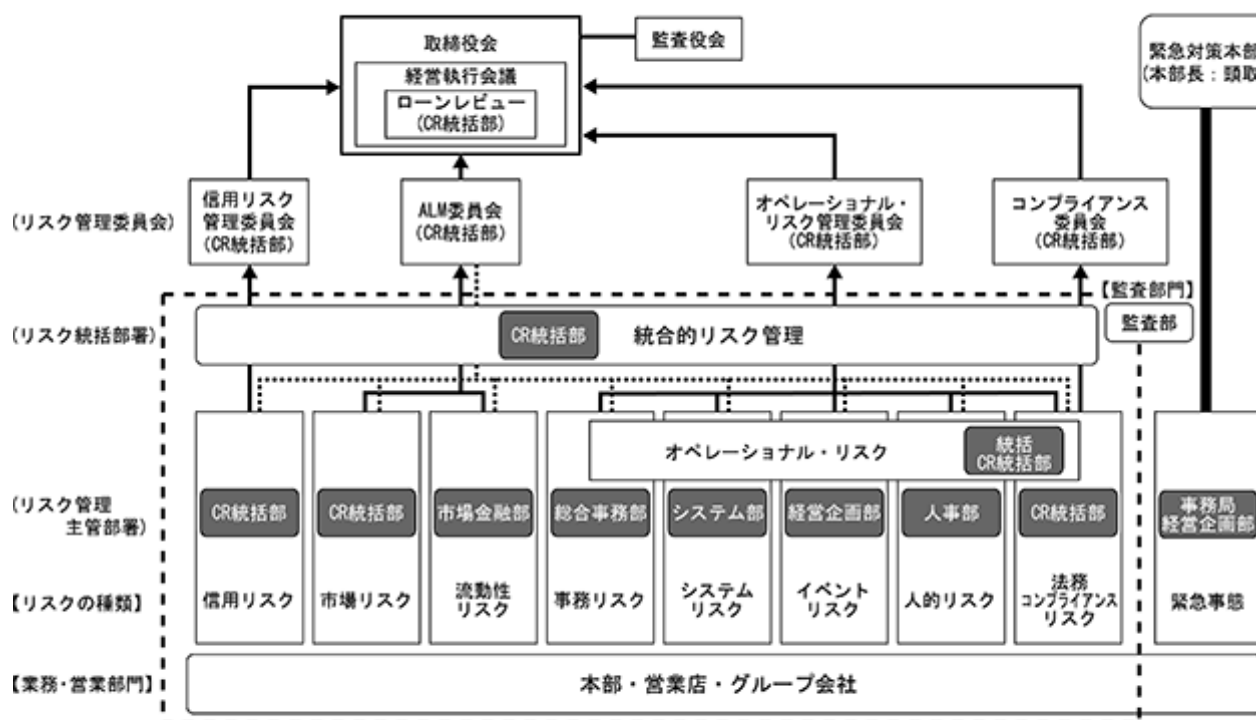 取締役会
監査役会
経営執行会議
ローンレビュー
(CR統括部)
緊急対策本部
(本部長:頭取
(リスク管理委員会)
信用リスク
管理委員会
(CR統括部)
ALM委員会
(CR統括部)
オペレーショナル・
リスク管理委員会
(CR統括部)
コンプライアンス
委員会
(CR統括部)
【監査部門】
監査部
(リスク統括部署)
CR統括部
統合的リスク管理
オペレーショナル・リスク
統括
CR統括部
(リスク管理
主管部署)
CR統括部
CR統括部
市場金融部
総合事務部
システム部
経営企画部
人事部
CR統括部
事務局
経営企画部
【リスクの種類】
信用リスク
市場リスク
流動性
リスク
事務リスク
システム
リスク
イベント
リスク
人的リスク
法務
コンプライアンス
リスク
緊急事態
【業務・営業部門】
本部・営業店・グループ会社